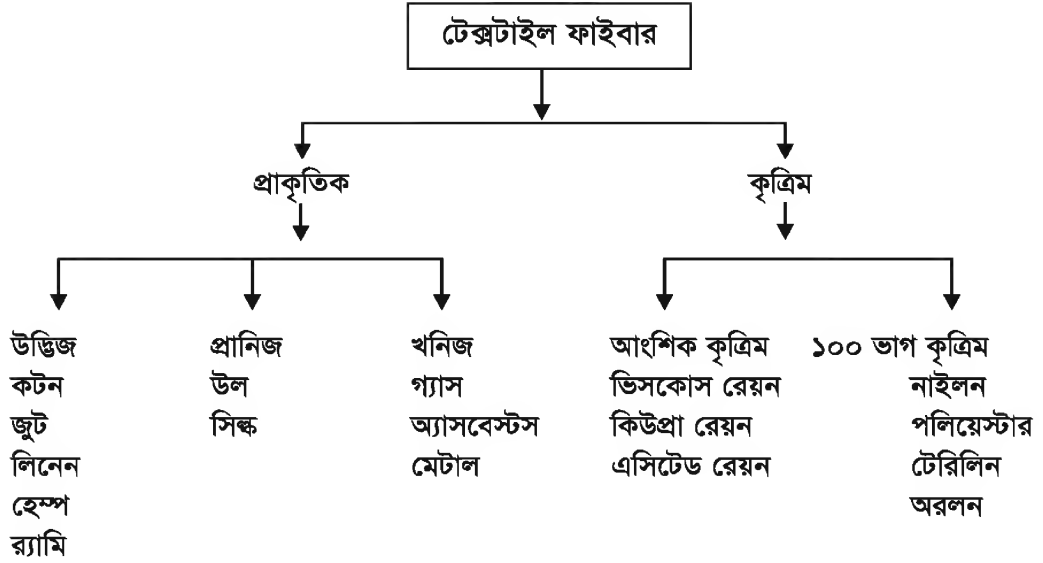 টেক্সটাইল ফাইবার
প্রাকৃতিক
কৃত্রিম
উদ্ভিজ
কটন
জুট
লিনেন
হেম্প
র‍্যামি
প্রানিজ
উল
সিল্ক
খনিজ
গ্যাস
অ্যাসবেস্টস
মেটাল
আংশিক কৃত্রিম
ভিসকোস রেয়ন
কিউপ্রা রেয়ন
এসিটেড রেয়ন
১০০ ভাগ কৃত্রিম
নাইলন
পলিয়েস্টার
টেরিলিন
অরলন